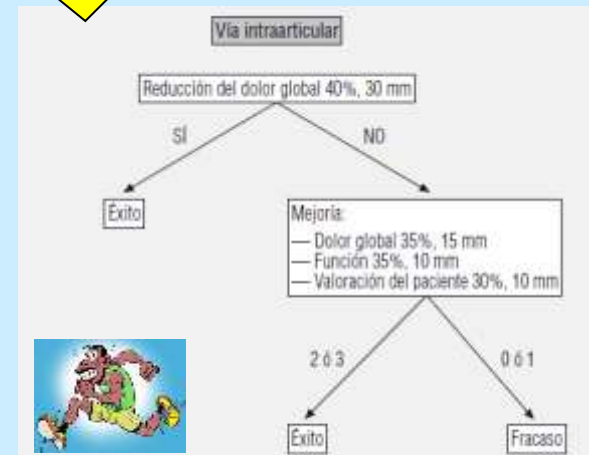 Vía intraarticular
Reducción del dolor global 40%, 30 mm
SÍ
NO
Éxito
Mejoría:
— Dolor global 35%, 15 mm
— Función 35%, 10 mm
— Valoración del paciente 30%, 10 mm
2 ó 3
0 ó 1
Éxito
Fracaso